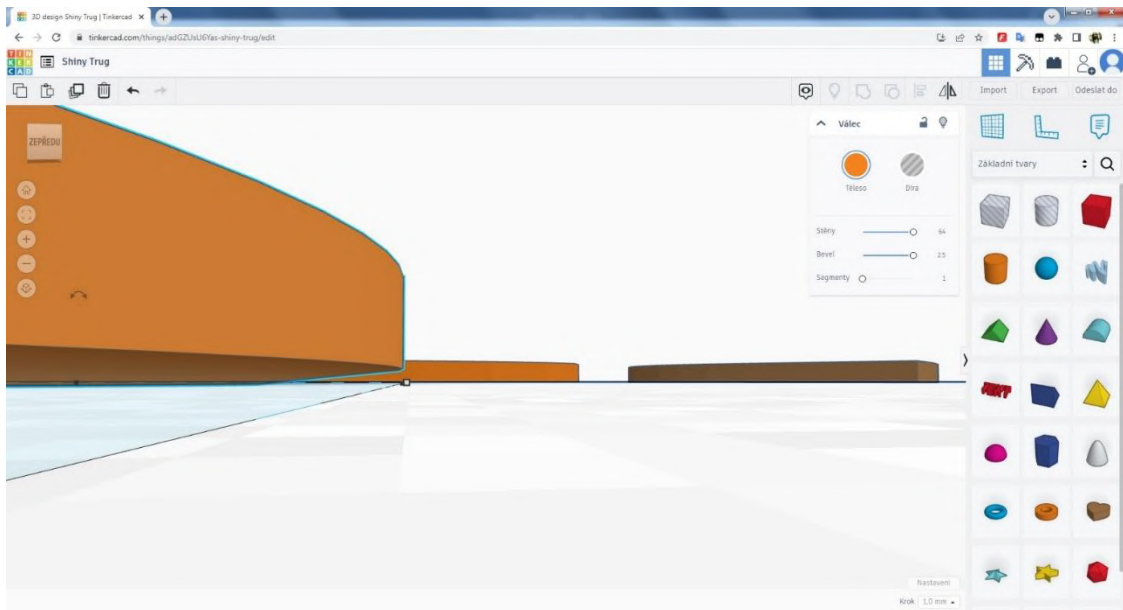 3D design Shiny Trug | Tinkercad
tinkercad.com/things/adGZUsU6Yas-shiny-trug/edit
TIN
KER
CAD
Shiny Trug
Import Export Odeslat do
ZEPŘEDU
Válec
Těleso Díra
Základní tvary
Stěny 64
Bevel 2.5
Segmenty 1
Nastavení
Krok 1.0 mm